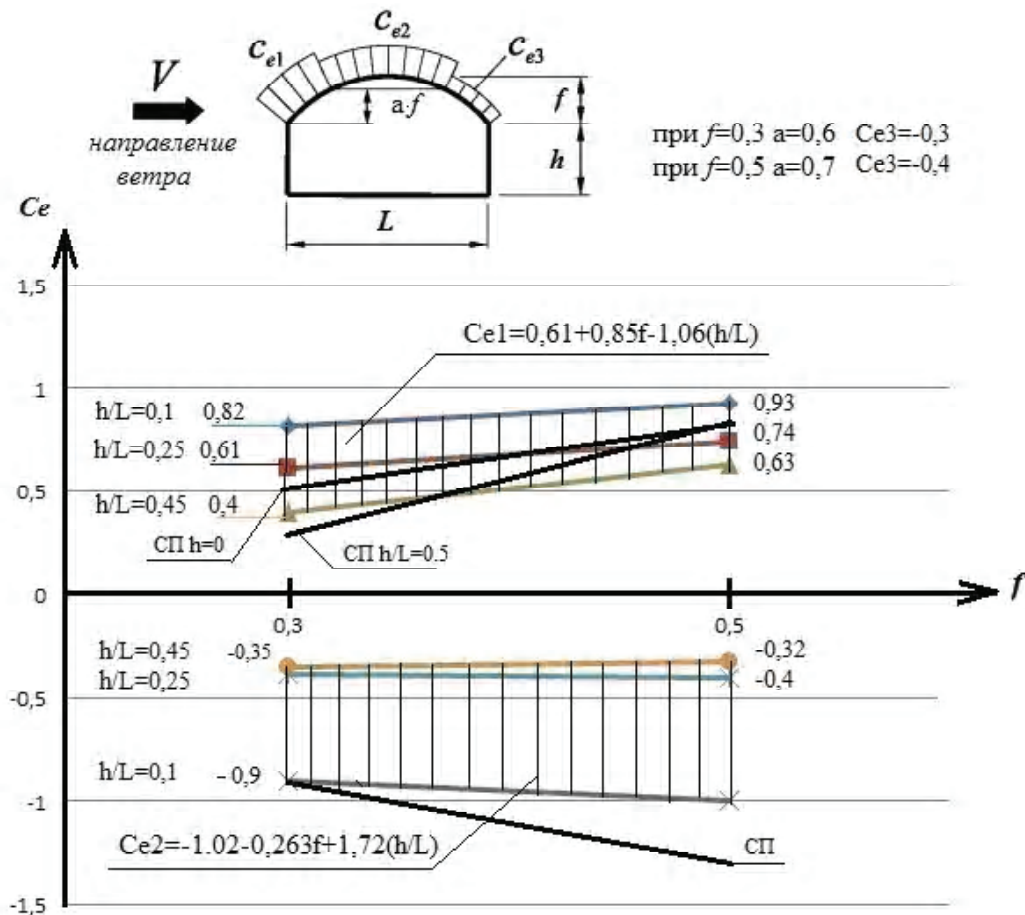 Ce1
Ce2
Ce3
V
направление
ветра
a·f
f
h
L
при f=0,3 a=0,6 Ce3=-0,3
при f=0,5 a=0,7 Ce3=-0,4
Ce
1,5
Ce1=0,61+0,85f-1,06(h/L)
1
h/L=0,1 0,82
0,93
h/L=0,25 0,61
0,74
0,63
0,5
h/L=0,45 0,4
СП h=0
СП h/L=0.5
0
f
0,3
0,5
h/L=0,45 -0,35
-0,32
h/L=0,25
-0,4
-0,5
h/L=0,1 -0,9
-1
Ce2=-1.02-0,263f+1,72(h/L)
СП
-1,5